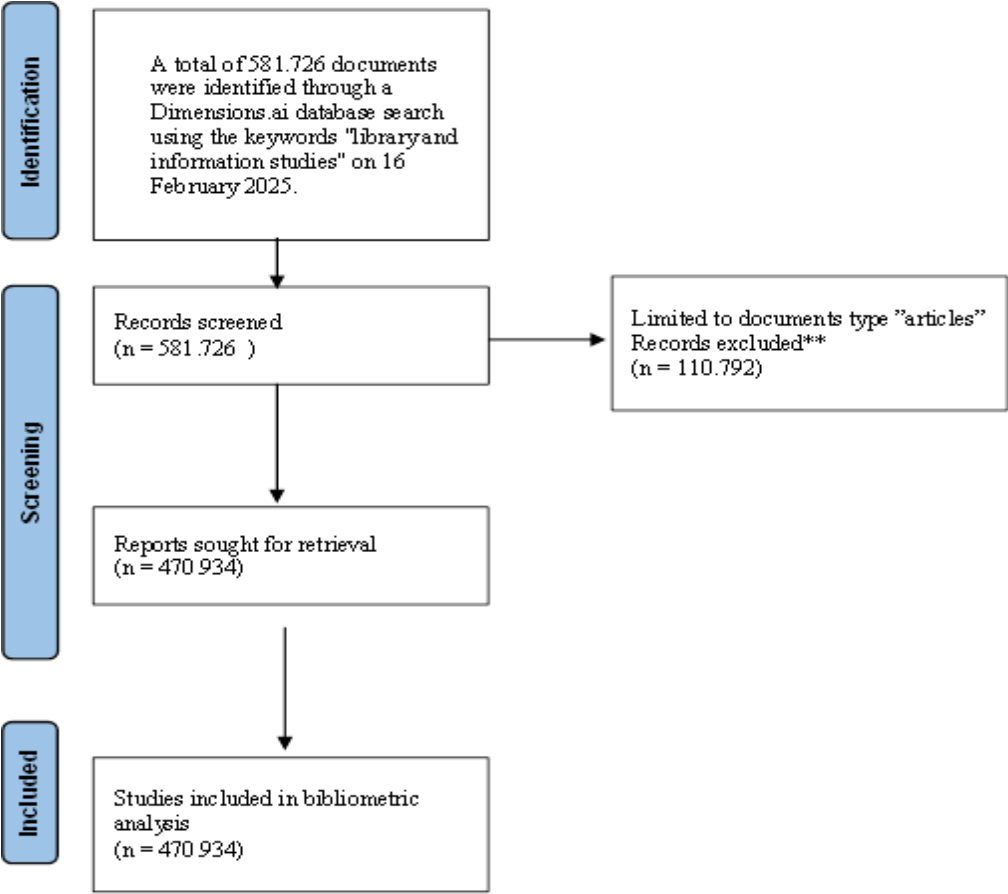 Identification
A total of 581.726 documents
were identified through a
Dimensions.ai database search
using the keywords "library and
information studies" on 16
February 2025.
Screening
Records screened
(n = 581.726  )
Limited to documents type ”articles”
Records excluded**
(n = 110.792)
Reports sought for retrieval
(n = 470 934)
Included
Studies included in bibliometric
analysis
(n = 470 934)